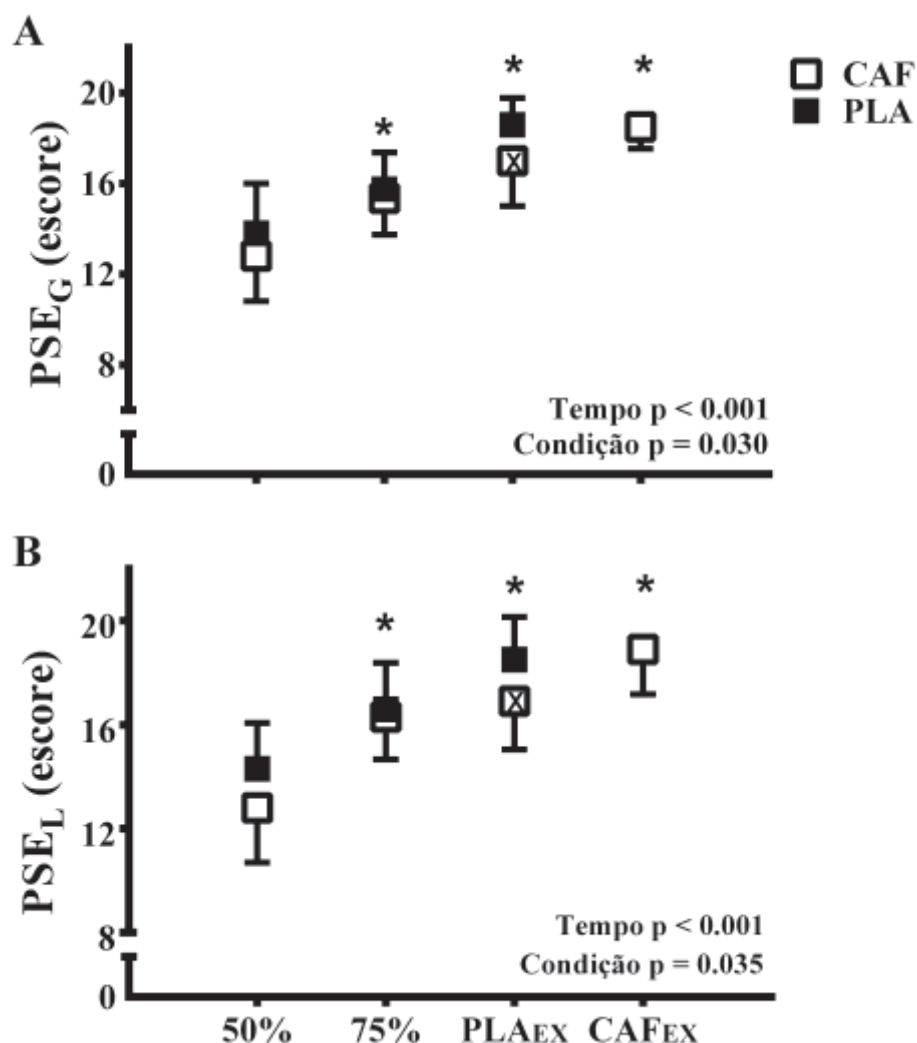 A
PSEG (escore)
20
16
12
8
0
*
*
*
CAF
PLA
X
Tempo p < 0.001
Condição p = 0.030
B
PSEL (escore)
20
16
12
8
0
*
*
*
X
Tempo p < 0.001
Condição p = 0.035
50% 75% PLAEX CAFEX